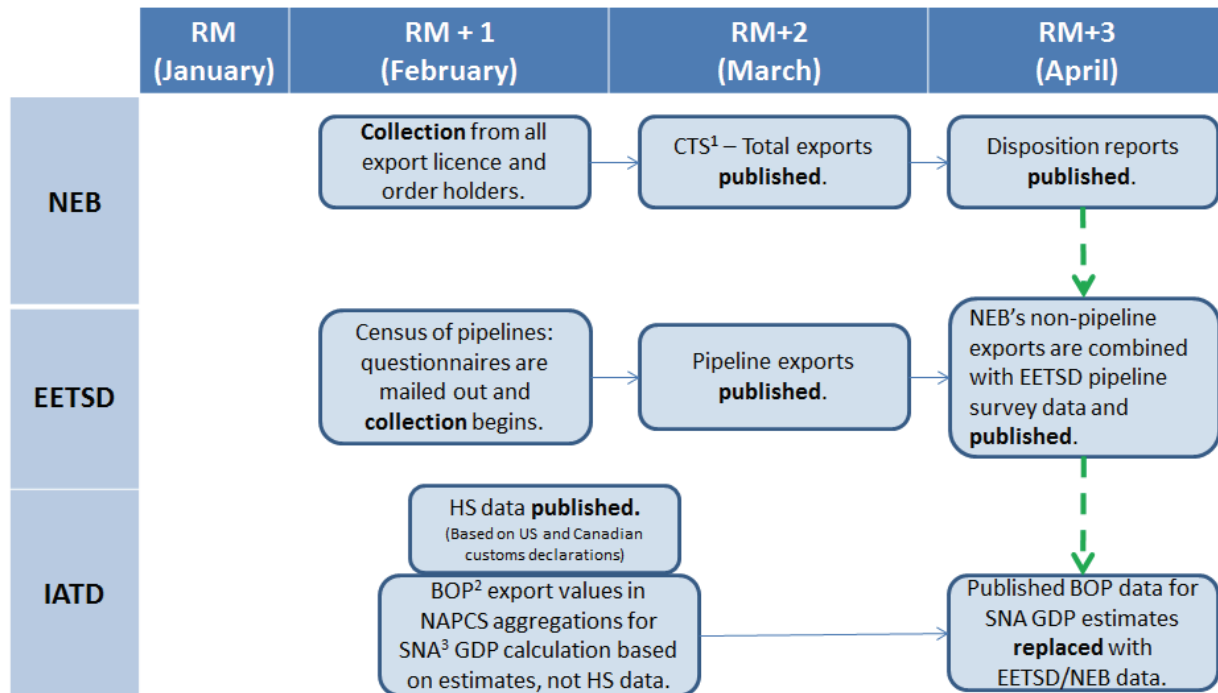 RM
(January)
RM + 1
(February)
RM+2
(March)
RM+3
(April)
NEB
Collection from all
export licence and
order holders.
CTS¹ – Total exports
published.
Disposition reports
published.
EETSD
Census of pipelines:
questionnaires are
mailed out and
collection begins.
Pipeline exports
published.
NEB’s non-pipeline
exports are combined
with EETSD pipeline
survey data and
published.
IATD
HS data published.
(Based on US and Canadian
customs declarations)
BOP² export values in
NAPCS aggregations for
SNA³ GDP calculation based
on estimates, not HS data.
Published BOP data for
SNA GDP estimates
replaced with
EETSD/NEB data.